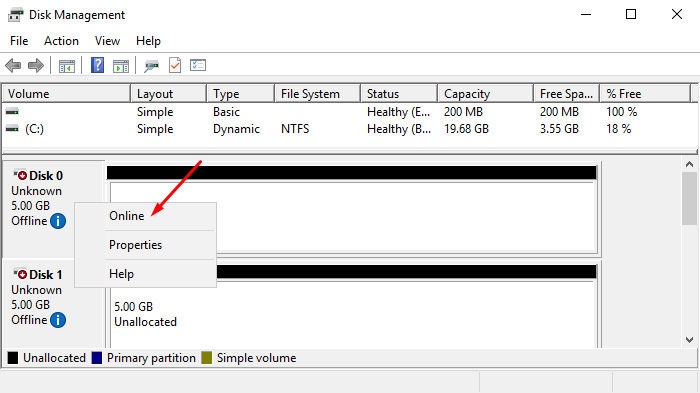 Disk Management
File Action View Help
Volume Layout Type File System Status Capacity Free Spa... % Free
Simple Basic Healthy (E... 200 MB 200 MB 100 %
(C:) Simple Dynamic NTFS Healthy (B... 19.68 GB 3.55 GB 18 %
Disk 0
Unknown
5.00 GB
Offline
Online
Properties
Help
Disk 1
Unknown
5.00 GB
Offline
5.00 GB
Unallocated
Unallocated Primary partition Simple volume